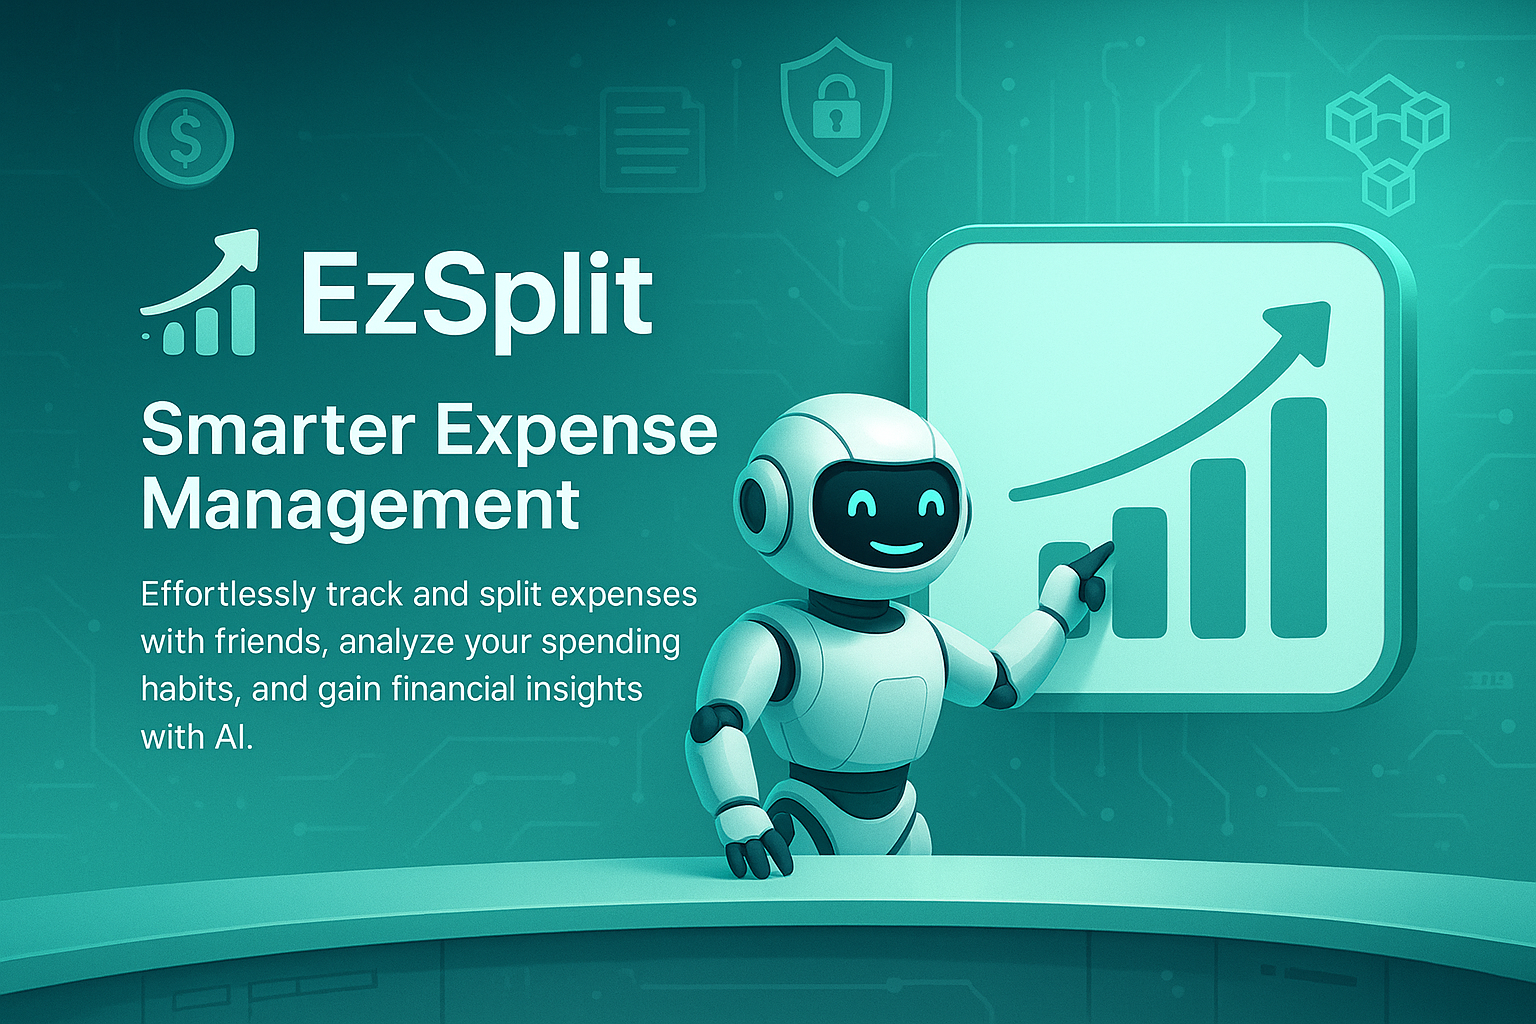 $
EzSplit
Smarter Expense
Management
Effortlessly track and split expenses
with friends, analyze your spending
habits, and gain financial insights
with AI.